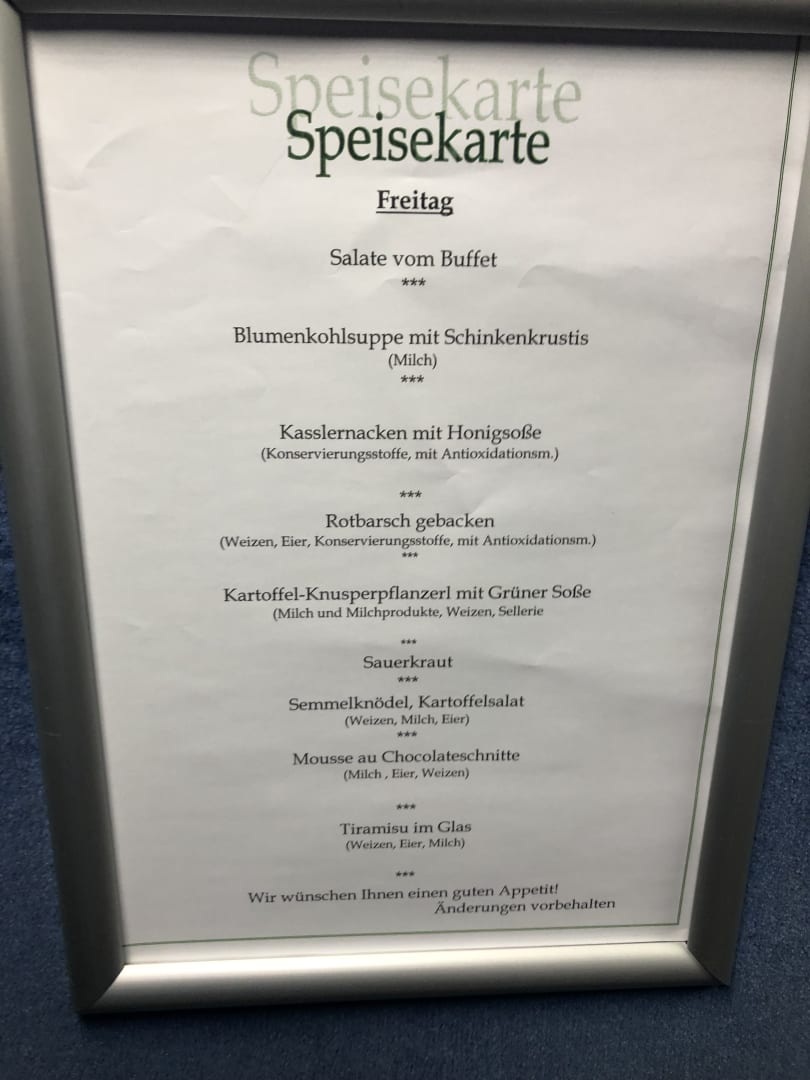 Speisekarte
Speisekarte
Freitag
Salate vom Buffet
***
Blumenkohlsuppe mit Schinkenkrustis
(Milch)
***
Kasslernacken mit Honigsoße
(Konservierungsstoffe, mit Antioxidationsm.)
***
Rotbarsch gebacken
(Weizen, Eier, Konservierungsstoffe, mit Antioxidationsm.)
***
Kartoffel-Knusperpflanzerl mit Grüner Soße
(Milch und Milchprodukte, Weizen, Sellerie
***
Sauerkraut
***
Semmelknödel, Kartoffelsalat
(Weizen, Milch, Eier)
***
Mousse au Chocolateschnitte
(Milch , Eier, Weizen)
***
Tiramisu im Glas
(Weizen, Eier, Milch)
***
Wir wünschen Ihnen einen guten Appetit!
Änderungen vorbehalten